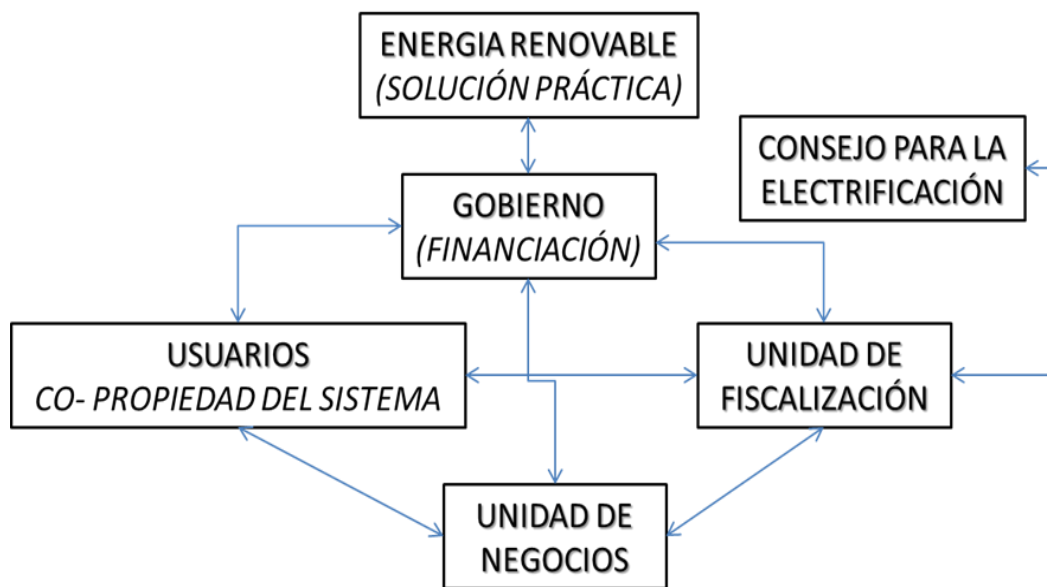 ENERGIA RENOVABLE
(SOLUCIÓN PRÁCTICA)
CONSEJO PARA LA
ELECTRIFICACIÓN
GOBIERNO
(FINANCIACIÓN)
USUARIOS
CO- PROPIEDAD DEL SISTEMA
UNIDAD DE
FISCALIZACIÓN
UNIDAD DE
NEGOCIOS